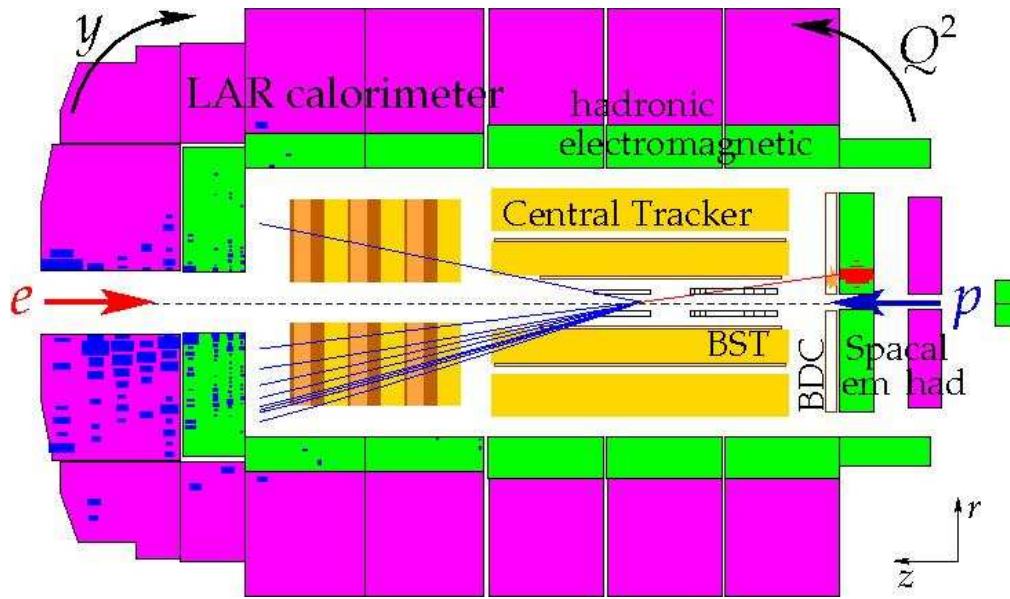 y
Q²
LAR calorimeter
hadronic
electromagnetic
Central Tracker
e
p
BST
BDC
Spacal
em had
r
z